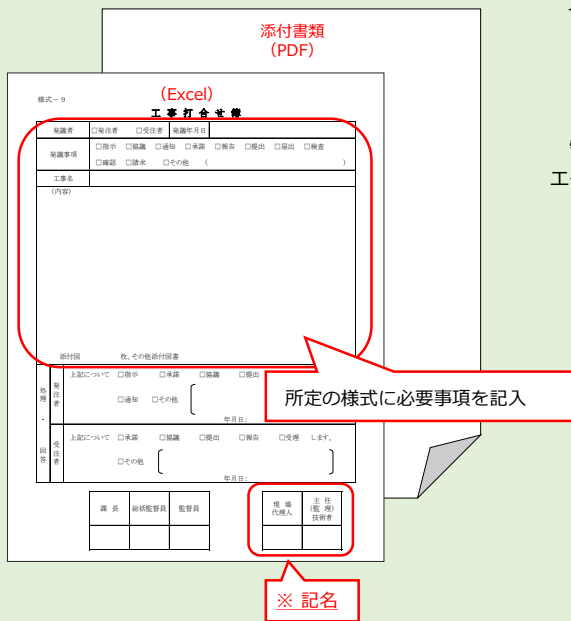 添付書類
(PDF)
様式－9
(Excel)
工事打合せ簿
発議者 □発注者 □受注者 発議年月日
発議事項 □指示 □協議 □通知 □承諾 □報告 □提出 □届出 □検査
□確認 □請求 □その他 ( )
工事名
(内容)
添付図 枚、その他添付図書
処理・回答
発注者
上記について □指示 □承諾 □協議 □提出
□通知 □その他
年月日:
所定の様式に必要事項を記入
受注者
上記について □承諾 □協議 □提出 □報告 □受理 します。
□その他
年月日:
課 長 総括監督員 監督員
現 場 代理人
主 任 (監 理) 技術者
※ 記名